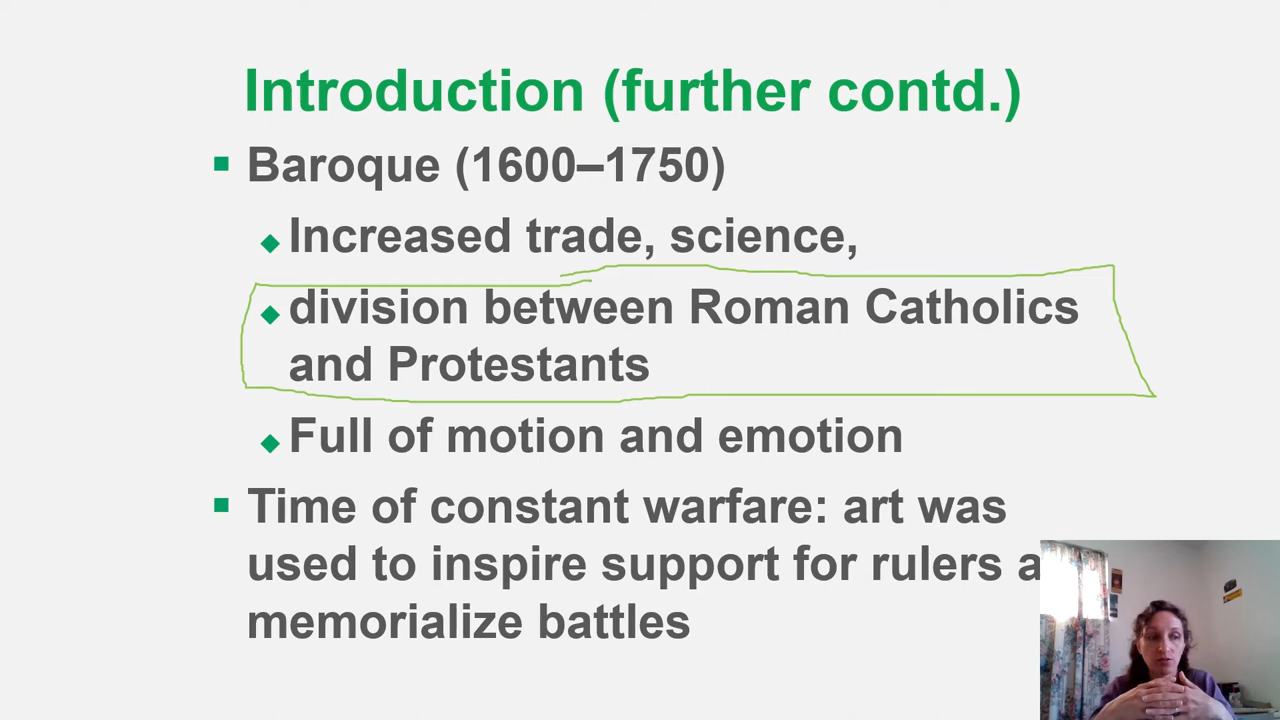 Introduction (further contd.)
Baroque (1600–1750)
Increased trade, science,
division between Roman Catholics
and Protestants
Full of motion and emotion
Time of constant warfare: art was
used to inspire support for rulers
memorialize battles